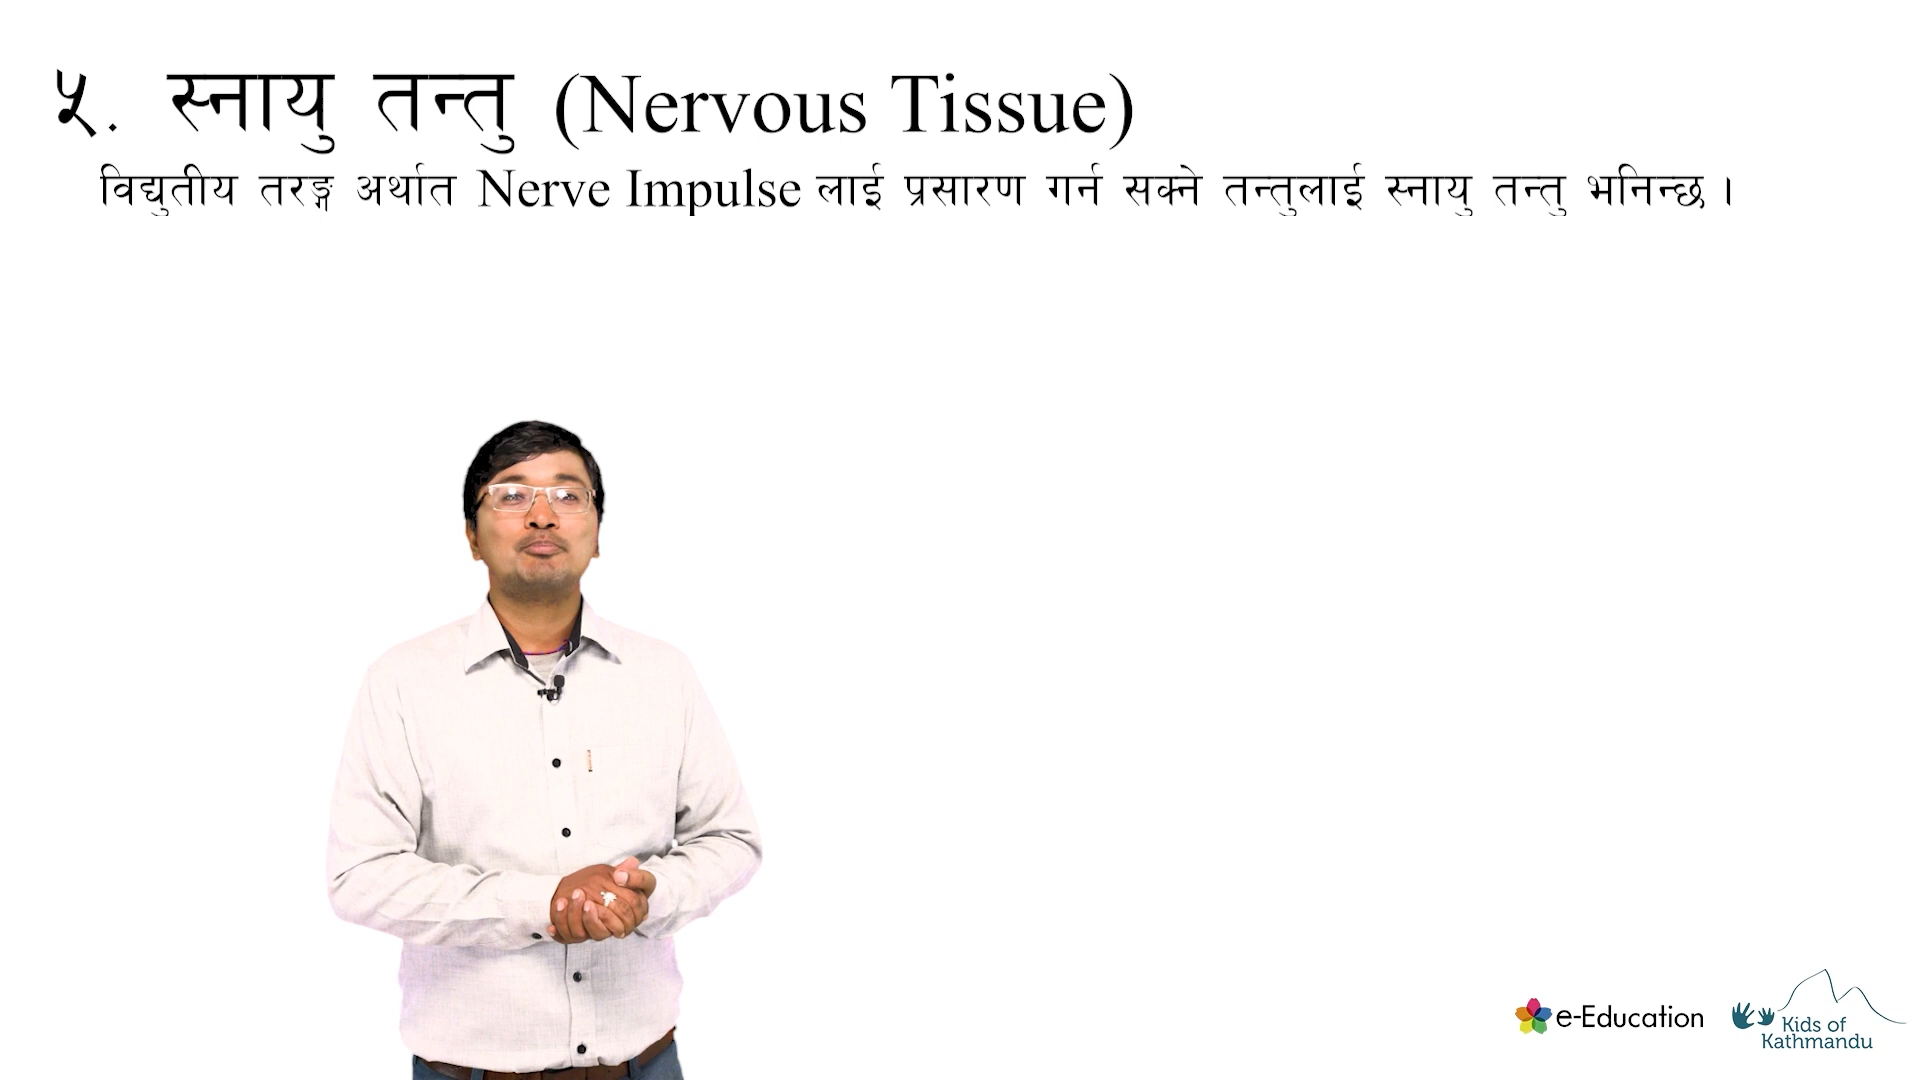 ५. स्नायु तन्तु (Nervous Tissue)
विद्युतीय तरङ्ग अर्थात Nerve Impulse लाई प्रसारण गर्न सक्ने तन्तुलाई स्नायु तन्तु भनिन्छ ।
e-Education
Kids of
Kathmandu